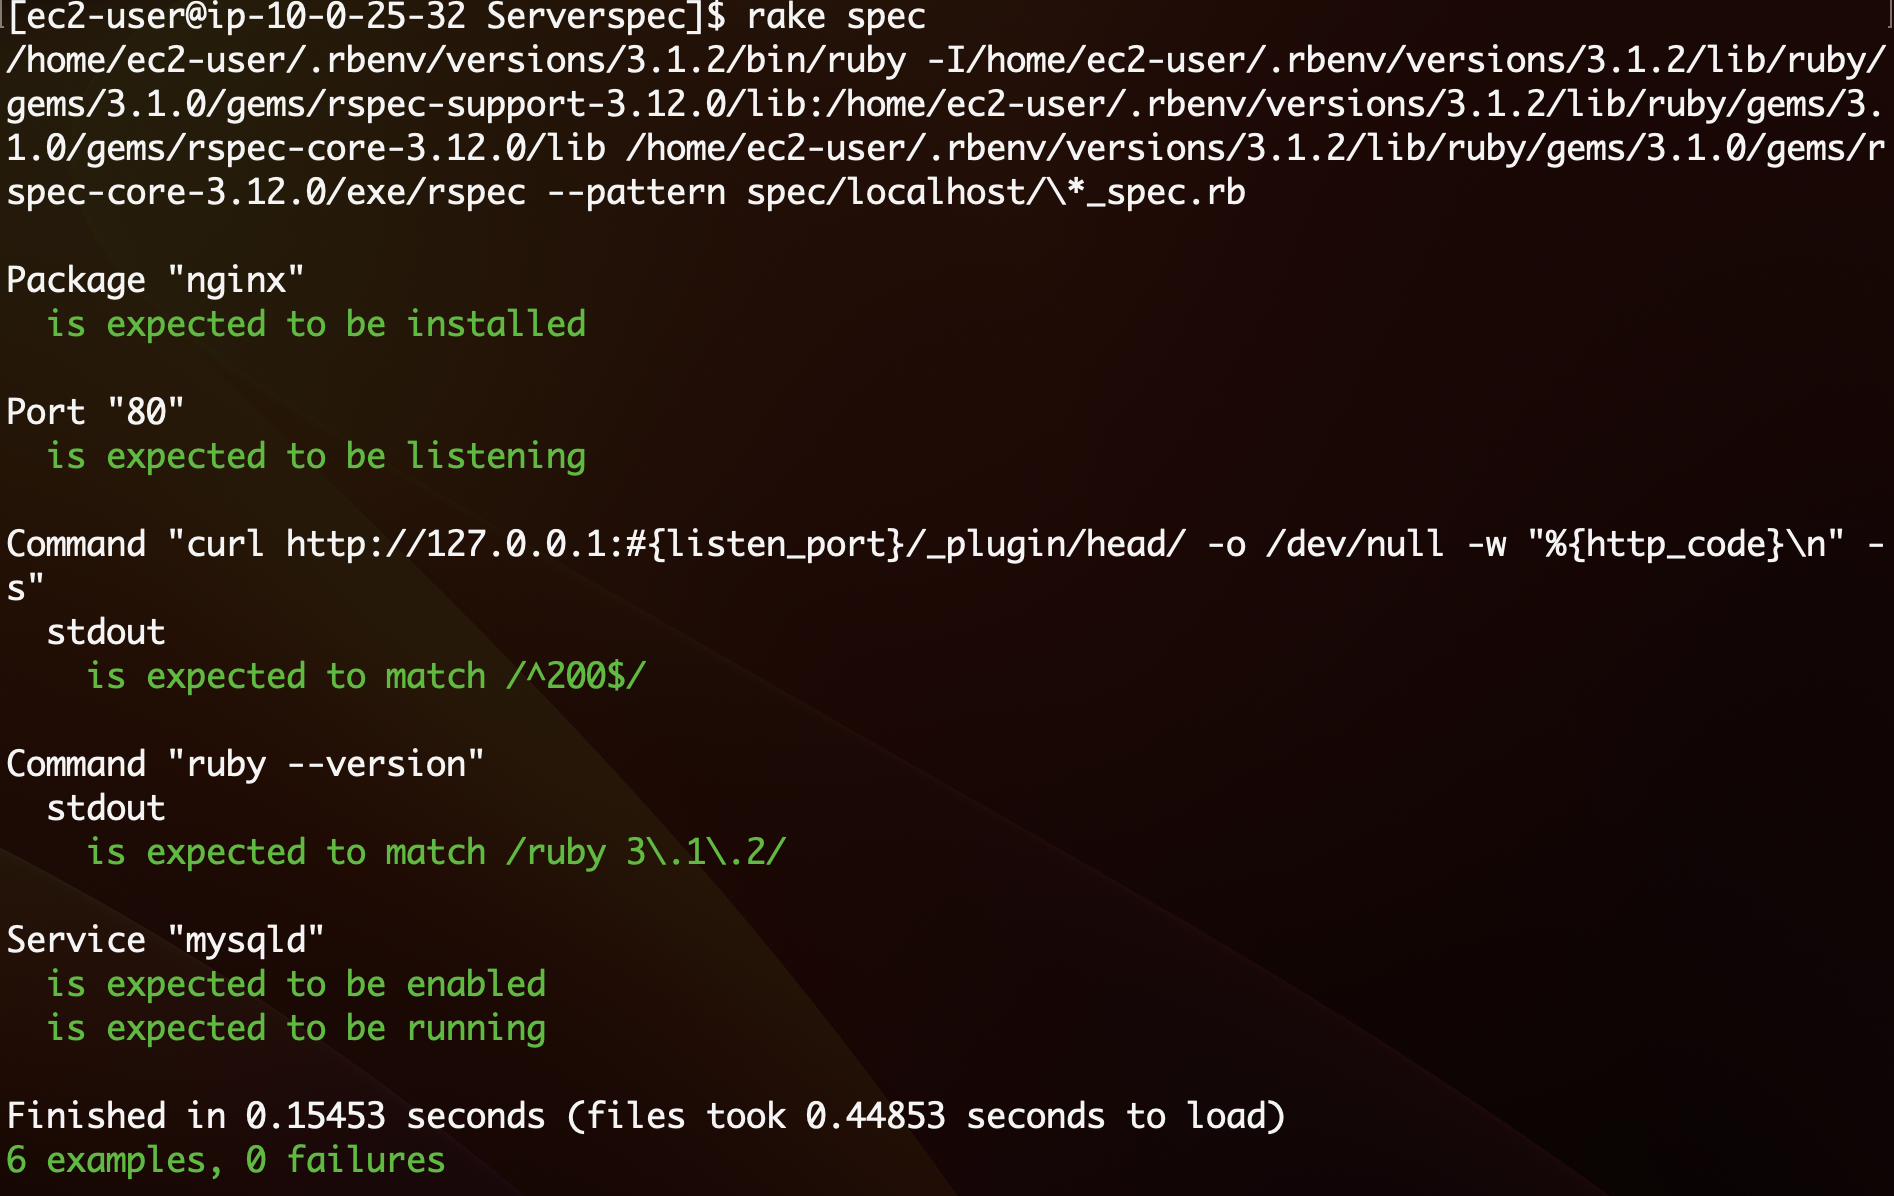 [ec2-user@ip-10-0-25-32 Serverspec]$ rake spec
/home/ec2-user/.rbenv/versions/3.1.2/bin/ruby -I/home/ec2-user/.rbenv/versions/3.1.2/lib/ruby/
gems/3.1.0/gems/rspec-support-3.12.0/lib:/home/ec2-user/.rbenv/versions/3.1.2/lib/ruby/gems/3.
1.0/gems/rspec-core-3.12.0/lib /home/ec2-user/.rbenv/versions/3.1.2/lib/ruby/gems/3.1.0/gems/r
spec-core-3.12.0/exe/rspec --pattern spec/localhost/\*_spec.rb
Package "nginx"
  is expected to be installed
Port "80"
  is expected to be listening
Command "curl http://127.0.0.1:#{listen_port}/_plugin/head/ -o /dev/null -w "%{http_code}\n" -
s"
  stdout
    is expected to match /^200$/
Command "ruby --version"
  stdout
    is expected to match /ruby 3\.1\.2/
Service "mysqld"
  is expected to be enabled
  is expected to be running
Finished in 0.15453 seconds (files took 0.44853 seconds to load)
6 examples, 0 failures